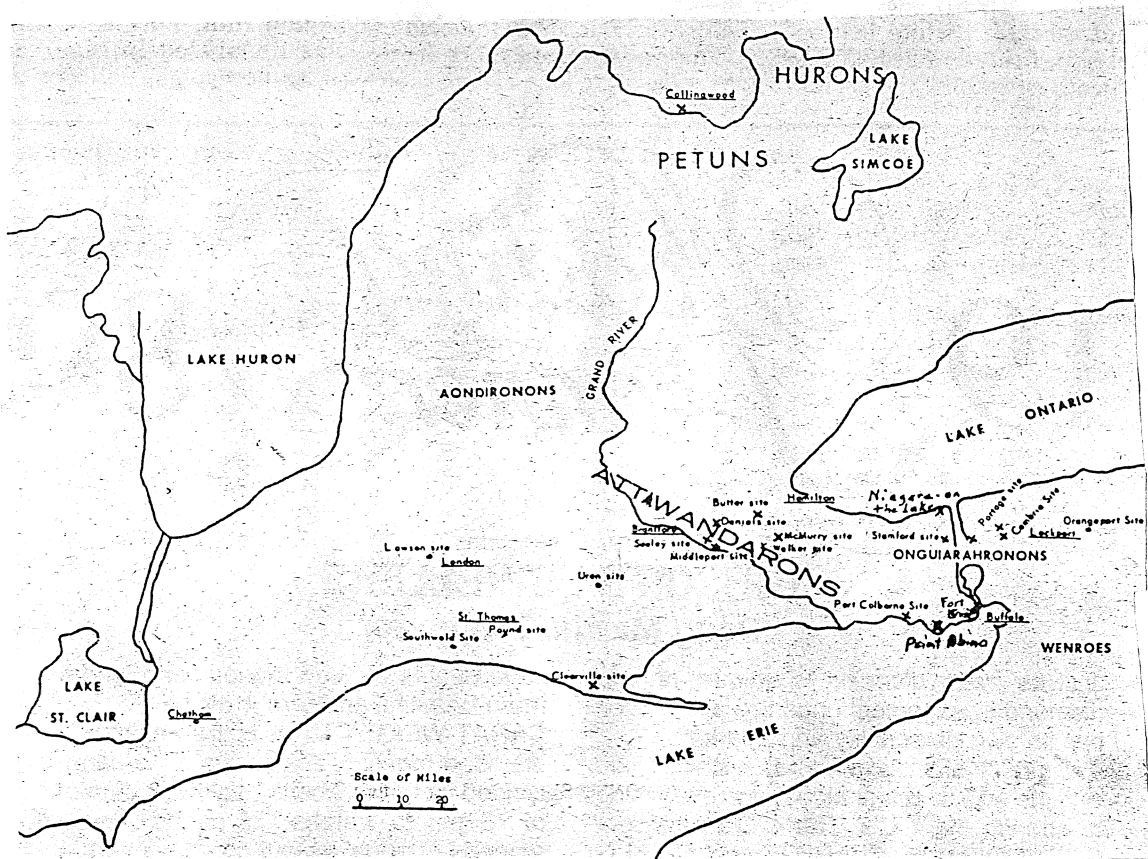 HURONS
Collingwood
LAKE
SIMCOE
PETUNS
GRAND RIVER
LAKE HURON
AONDIRONONS
LAKE ONTARIO
ATTAWANDARONS
Butter site
Hamilton
Niagara-on
the Lake
Portage site
Cambria Site
Orangeport Site
Lockport
Daniels site
Brantford
McMurry site
Stamford site
Seeley site
Walker site
Middleport site
ONGUIARAHRONONS
Lawson site
London
Uren site
Port Colborne Site
Fort
Erie
Buffalo
St. Thomas
Pound site
Southwold Site
Point Abino
WENROES
Clearville site
LAKE
ST. CLAIR
Chatham
LAKE ERIE
Scale of Miles
0 10 20